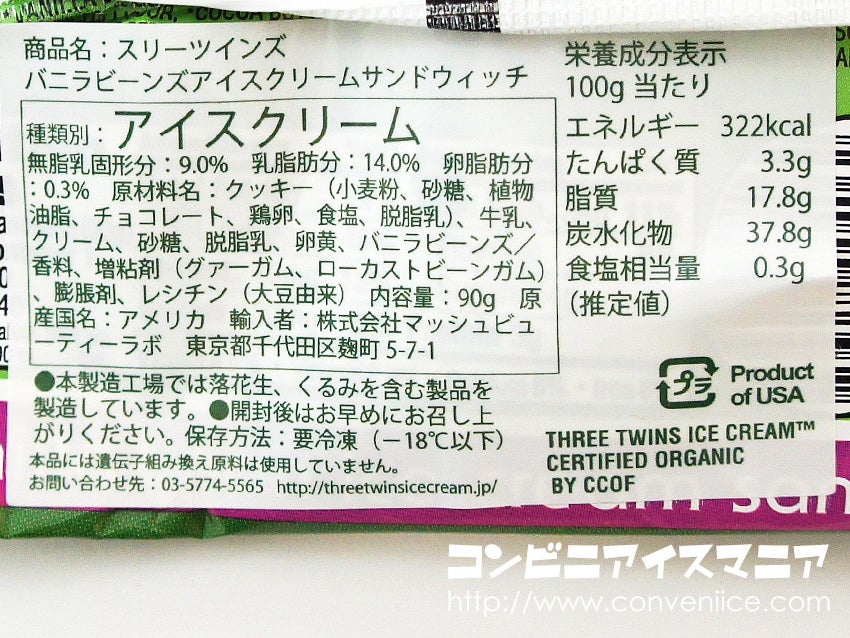 商品名：スリーツインズ
バニラビーンズアイスクリームサンドウィッチ
種類別：アイスクリーム
無脂乳固形分：9.0%　乳脂肪分：14.0%　卵脂肪分
：0.3%　原材料名：クッキー（小麦粉、砂糖、植物
油脂、チョコレート、鶏卵、食塩、脱脂乳）、牛乳、
クリーム、砂糖、脱脂乳、卵黄、バニラビーンズ／
香料、増粘剤（グァーガム、ローカストビーンガム）
、膨脹剤、レシチン（大豆由来）　内容量：90g　原
産国名：アメリカ　輸入者：株式会社マッシュビュ
ーティーラボ　東京都千代田区麹町 5-7-1
●本製造工場では落花生、くるみを含む製品を
製造しています。●開封後はお早めにお召し上
がりください。保存方法：要冷凍（－18℃以下）
本品には遺伝子組み換え原料は使用していません。
お問い合わせ先：03-5774-5565　http://threetwinsicecream.jp/
栄養成分表示
100g 当たり
エネルギー　322kcal
たんぱく質　3.3g
脂質　17.8g
炭水化物　37.8g
食塩相当量　0.3g
（推定値）
プラ
Product
of USA
THREE TWINS ICE CREAM™
CERTIFIED ORGANIC
BY CCOF
コンビニアイスマニア
http://www.conveniice.com